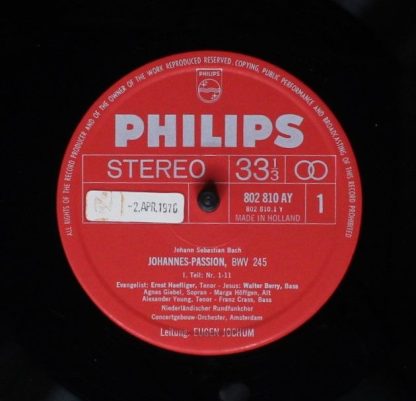 ALL RIGHTS OF THE RECORD PRODUCER AND OF THE OWNER OF THE WORK REPRODUCED RESERVED. COPYING, PUBLIC PERFORMANCE AND BROADCASTING OF THIS RECORD PROHIBITED
PHILIPS
PHILIPS
STEREO 33⅓
802 810 AY
802 810.1 Y
MADE IN HOLLAND
1
-2.APR.1976
Johann Sebastian Bach
JOHANNES-PASSION, BWV 245
1. Teil: Nr. 1-11
Evangelist: Ernst Haefliger, Tenor - Jesus: Walter Berry, Bass
Agnes Giebel, Sopran - Marga Höffgen, Alt
Alexander Young, Tenor - Franz Crass, Bass
Niederländischer Rundfunkchor
Concertgebouw-Orchester, Amsterdam
Leitung: EUGEN JOCHUM